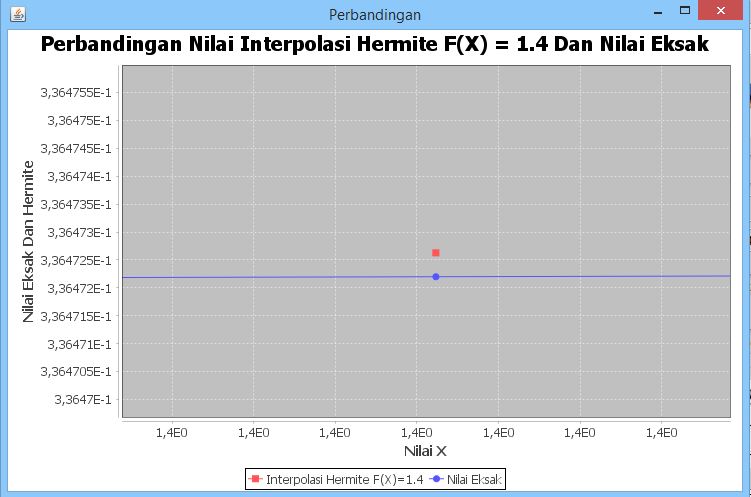 Perbandingan
Perbandingan Nilai Interpolasi Hermite F(X) = 1.4 Dan Nilai Eksak
Nilai Eksak Dan Hermite
3,364755E-1
3,36475E-1
3,364745E-1
3,36474E-1
3,364735E-1
3,36473E-1
3,364725E-1
3,36472E-1
3,364715E-1
3,36471E-1
3,364705E-1
3,3647E-1
1,4E0 1,4E0 1,4E0 1,4E0 1,4E0 1,4E0 1,4E0
Nilai X
Interpolasi Hermite F(X)=1.4 Nilai Eksak